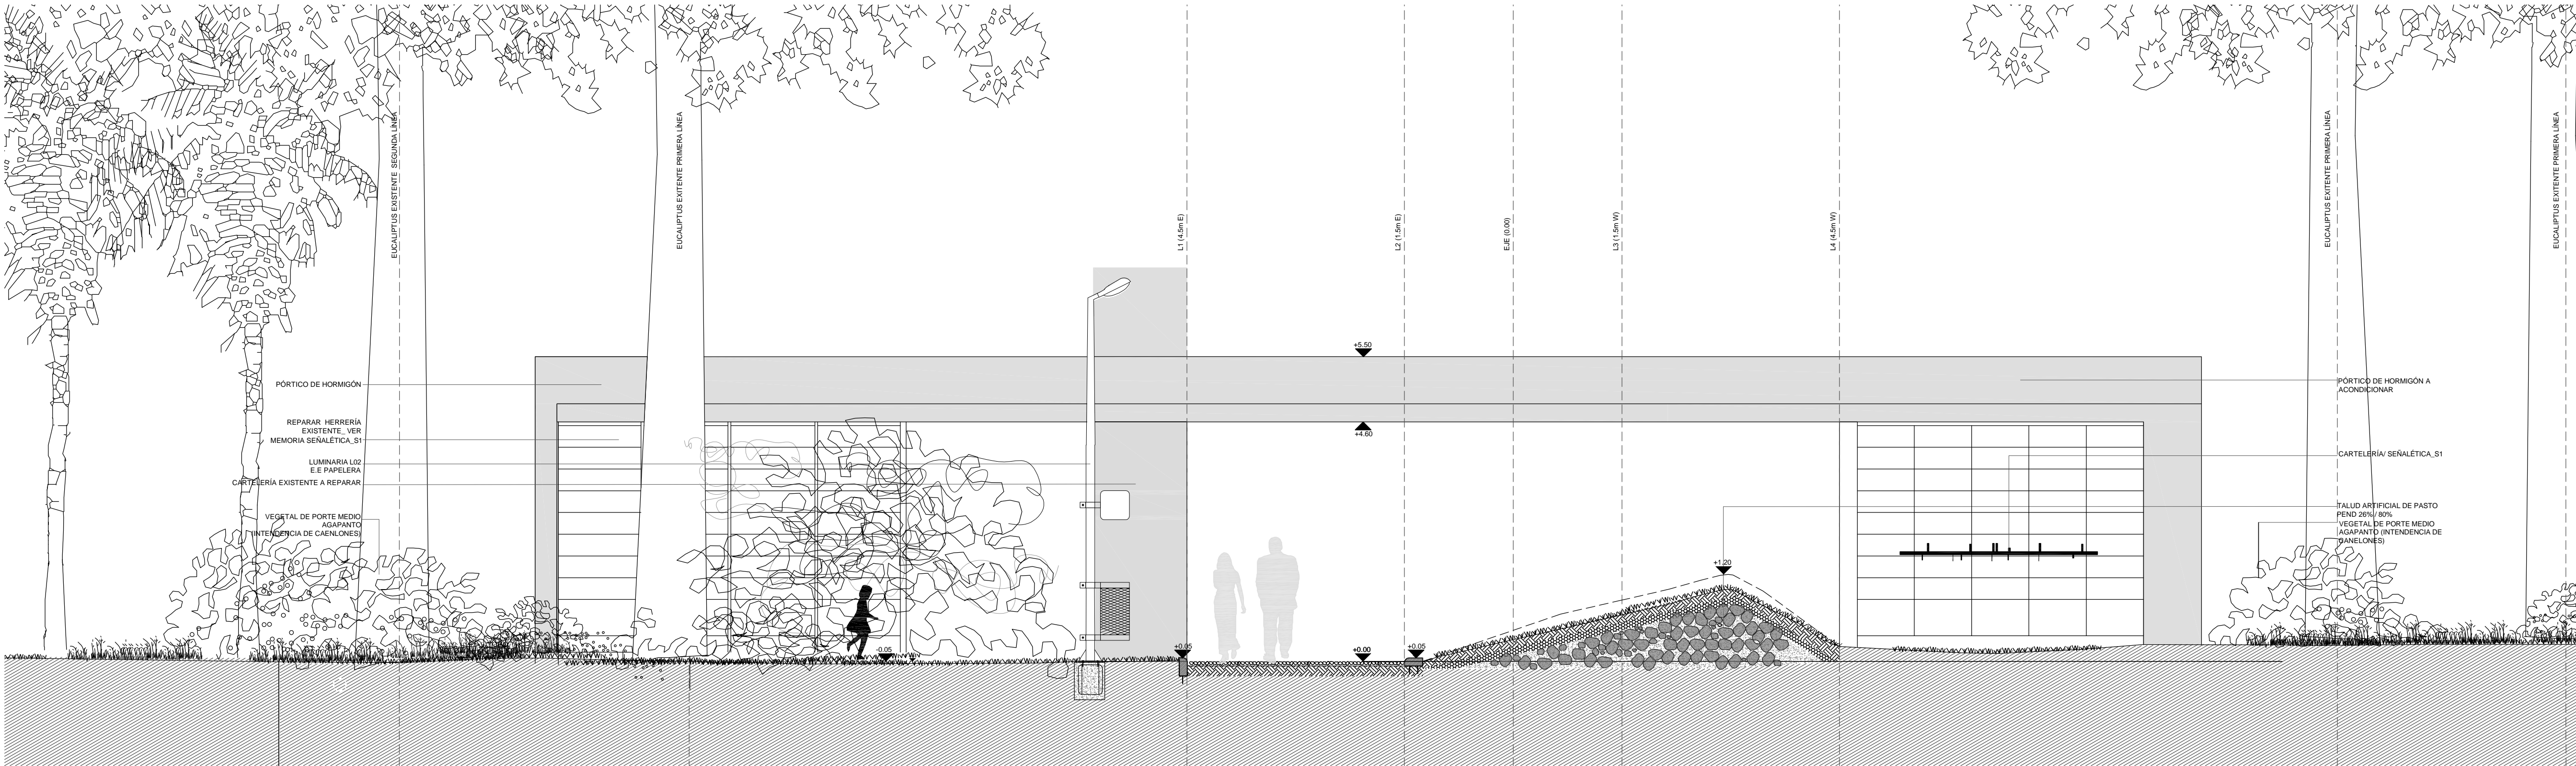 EUCALIPTUS EXISTENTE  SEGUNDA LÍNEA
EUCALIPTUS EXITENTE PRIMERA LÍNEA
L1 (4.5m E)
L2 (1.5m E)
EJE (0.00)
L3 (1.5m W)
L4 (4.5m W)
EUCALIPTUS EXITENTE PRIMERA LÍNEA
EUCALIPTUS EXITENTE PRIMERA LÍNEA
+5.50
+4.60
PÓRTICO DE HORMIGÓN
REPARAR  HERRERÍA
EXISTENTE_ VER
MEMORIA SEÑALÉTICA_S1
LUMINARIA L02
E.E PAPELERA
CARTELERÍA EXISTENTE A REPARAR
VEGETAL DE PORTE MEDIO
AGAPANTO
(INTENDENCIA DE CAENLONES)
PÓRTICO DE HORMIGÓN A
ACONDICIONAR
CARTELERÍA/ SEÑALÉTICA_S1
TALUD ARTIFICIAL DE PASTO
PEND 26% / 80%
VEGETAL DE PORTE MEDIO
AGAPANTO (INTENDENCIA DE
CANELONES)
+1.20
-0.05
+0.05
+0.00
+0.05